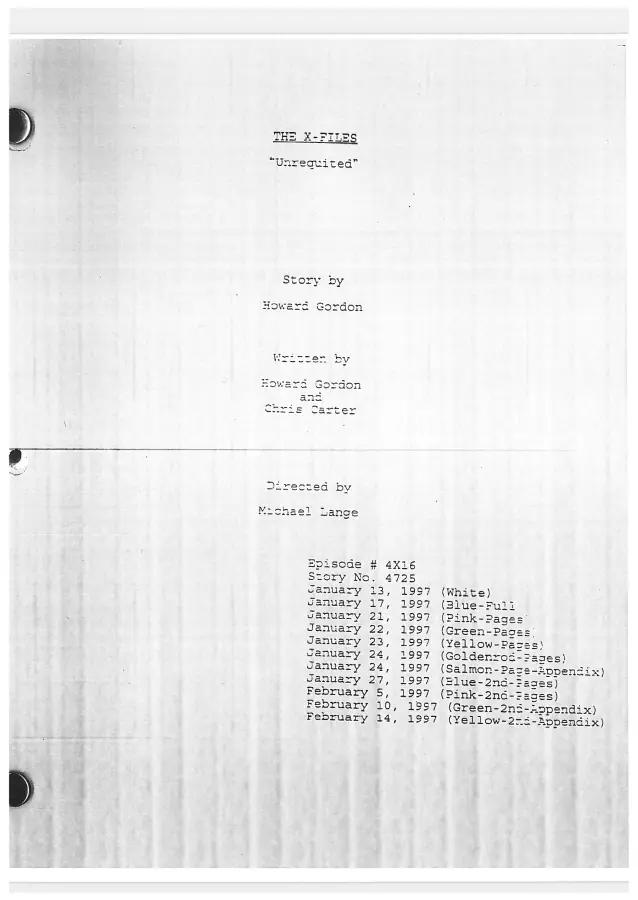 THE X-FILES
"Unrequited"
Story by
Howard Gordon
Written by
Howard Gordon
and
Chris Carter
Directed by
Michael Lange
Episode # 4X16
Story No. 4725
January 13, 1997 (White)
January 17, 1997 (Blue-Full
January 21, 1997 (Pink-Pages
January 22, 1997 (Green-Pages)
January 23, 1997 (Yellow-Pages)
January 24, 1997 (Goldenrod-Pages)
January 24, 1997 (Salmon-Page-Appendix)
January 27, 1997 (Blue-2nd-Pages)
February 5, 1997 (Pink-2nd-Pages)
February 10, 1997 (Green-2nd-Appendix)
February 14, 1997 (Yellow-2nd-Appendix)